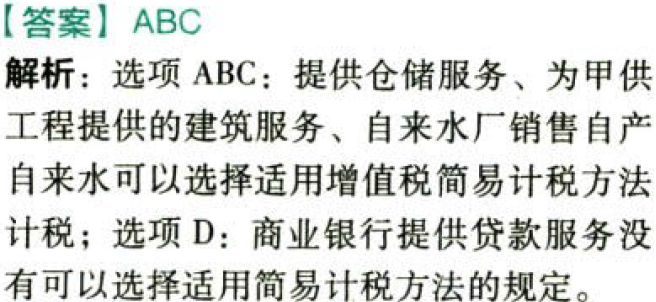 【答案】ABC
解析：选项 ABC：提供仓储服务、为甲供
工程提供的建筑服务、自来水厂销售自产
自来水可以选择适用增值税简易计税方法
计税；选项 D：商业银行提供贷款服务没
有可以选择适用简易计税方法的规定。